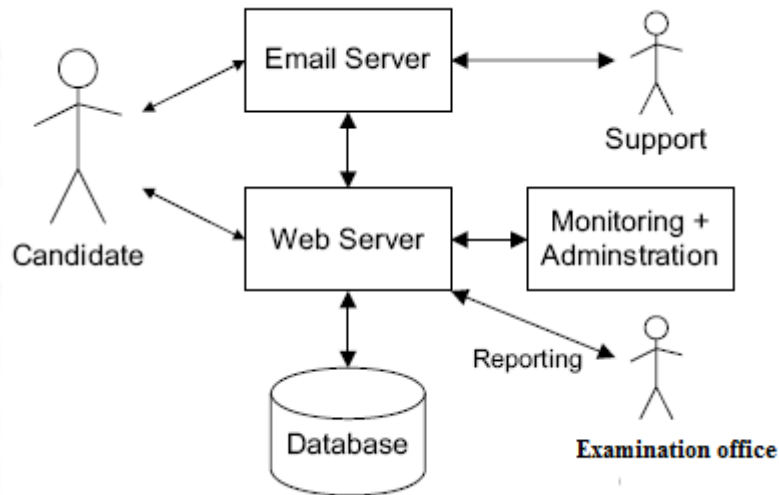 Email Server
Support
Candidate
Web Server
Monitoring +
Adminstration
Reporting
Database
Examination office